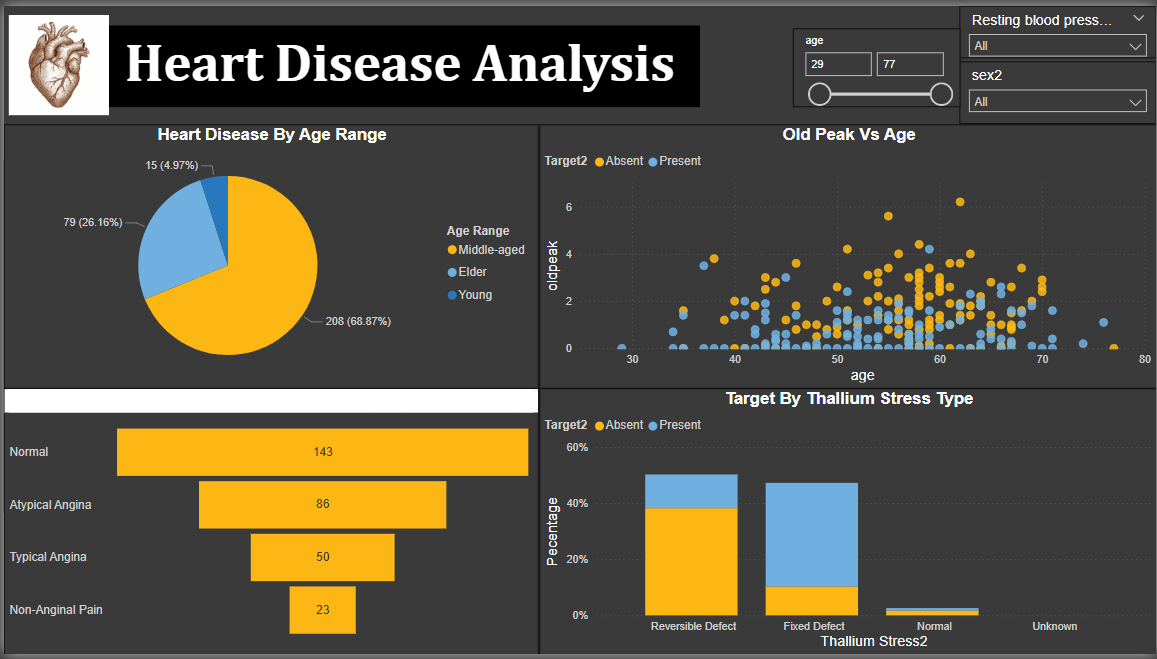 Heart Disease Analysis
age
29
77
Resting blood press...
All
sex2
All
Heart Disease By Age Range
15 (4.97%)
79 (26.16%)
208 (68.87%)
Age Range
Middle-aged
Elder
Young
Old Peak Vs Age
Target2 Absent Present
oldpeak
6
4
2
0
30 40 50 60 70 80
age
Normal 143
Atypical Angina 86
Typical Angina 50
Non-Anginal Pain 23
Target By Thallium Stress Type
Target2 Absent Present
Pecentage
60%
40%
20%
0%
Reversible Defect Fixed Defect Normal Unknown
Thallium Stress2